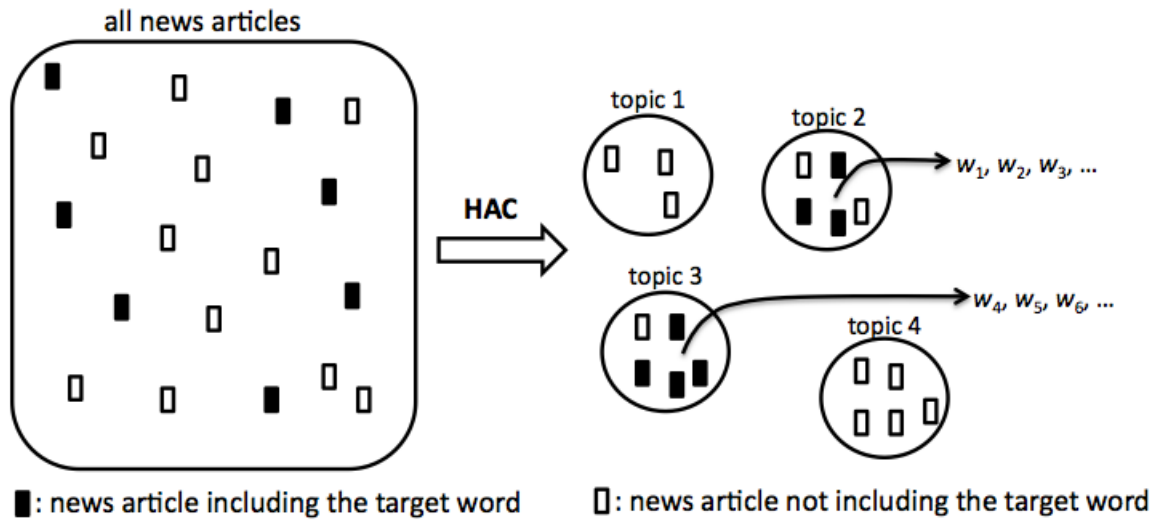 all news articles
topic 1
topic 2
w1, w2, w3, ...
HAC
topic 3
w4, w5, w6, ...
topic 4
: news article including the target word
: news article not including the target word